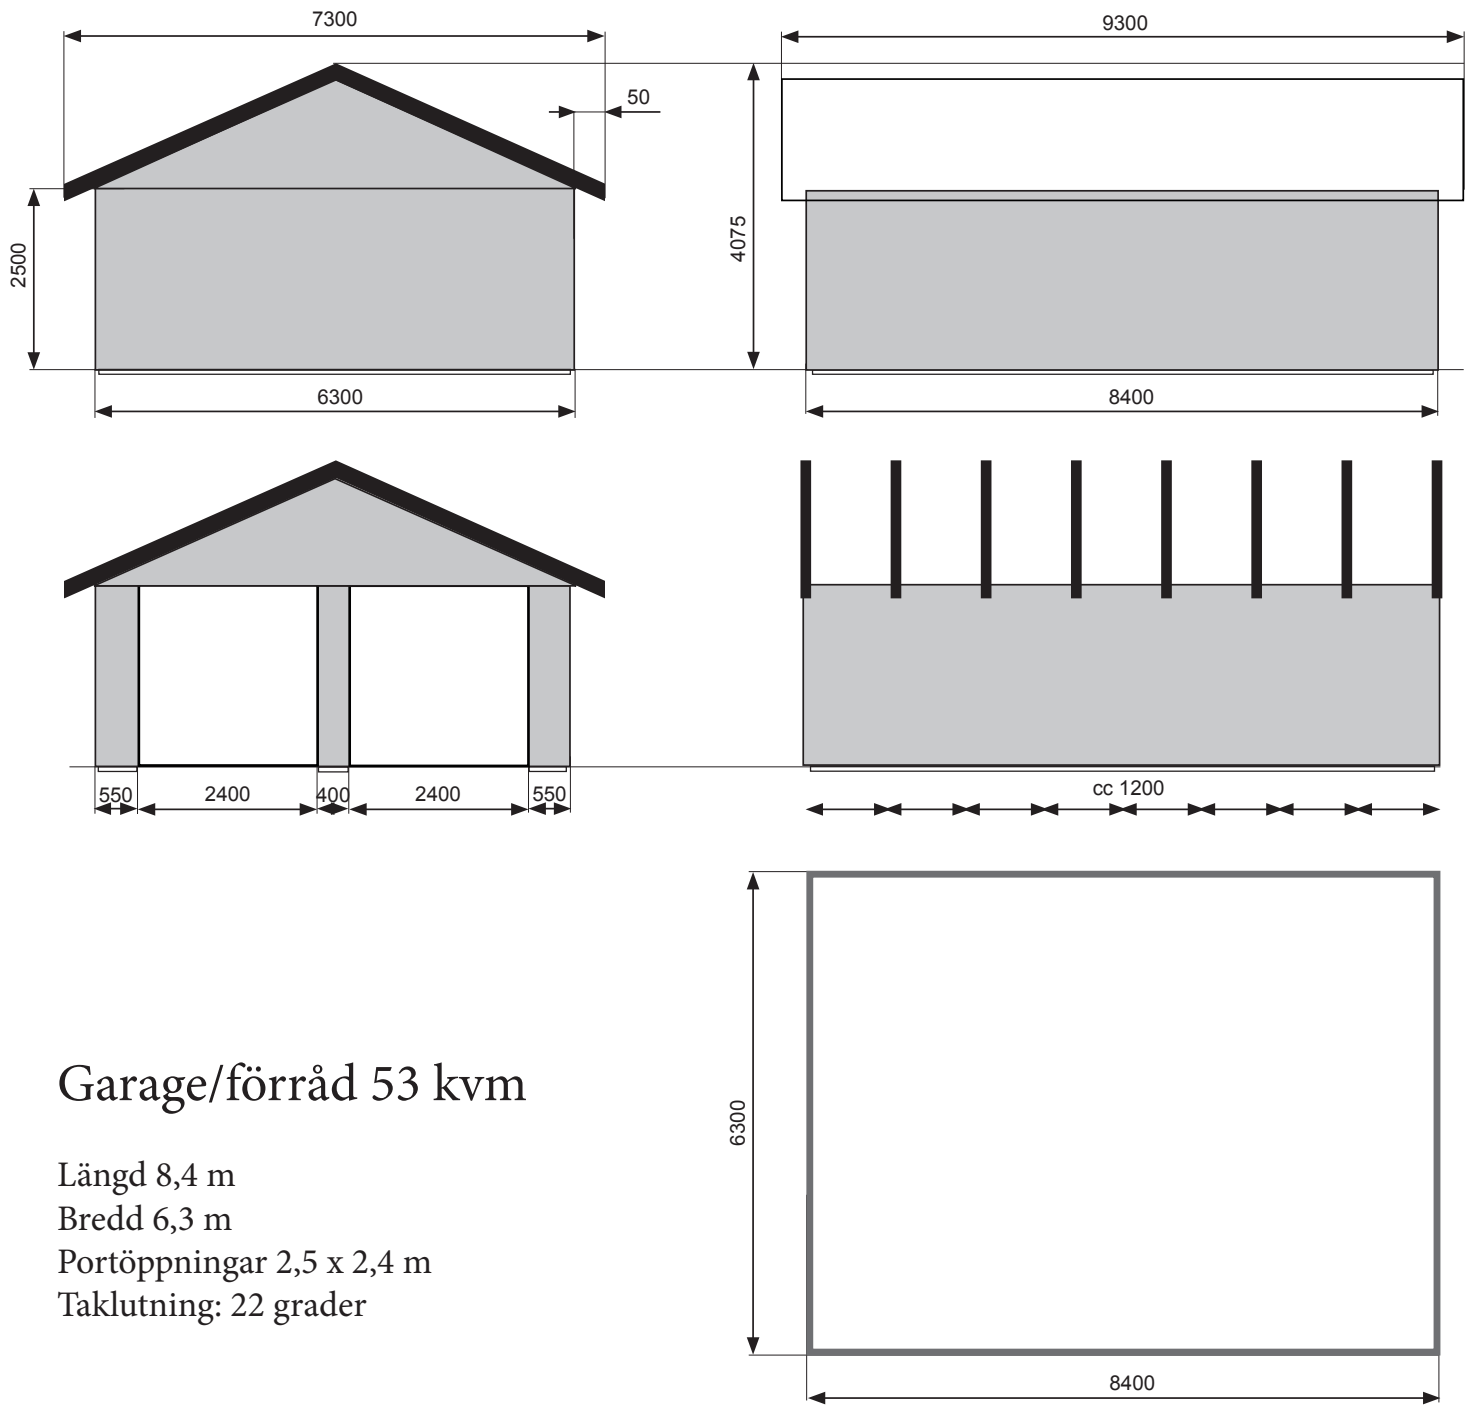 7300
9300
50
2500
4075
6300
8400
550
2400
400
2400
550
cc 1200
6300
Garage/förråd 53 kvm
Längd 8,4 m
Bredd 6,3 m
Portöppningar 2,5 x 2,4 m
Taklutning: 22 grader
8400